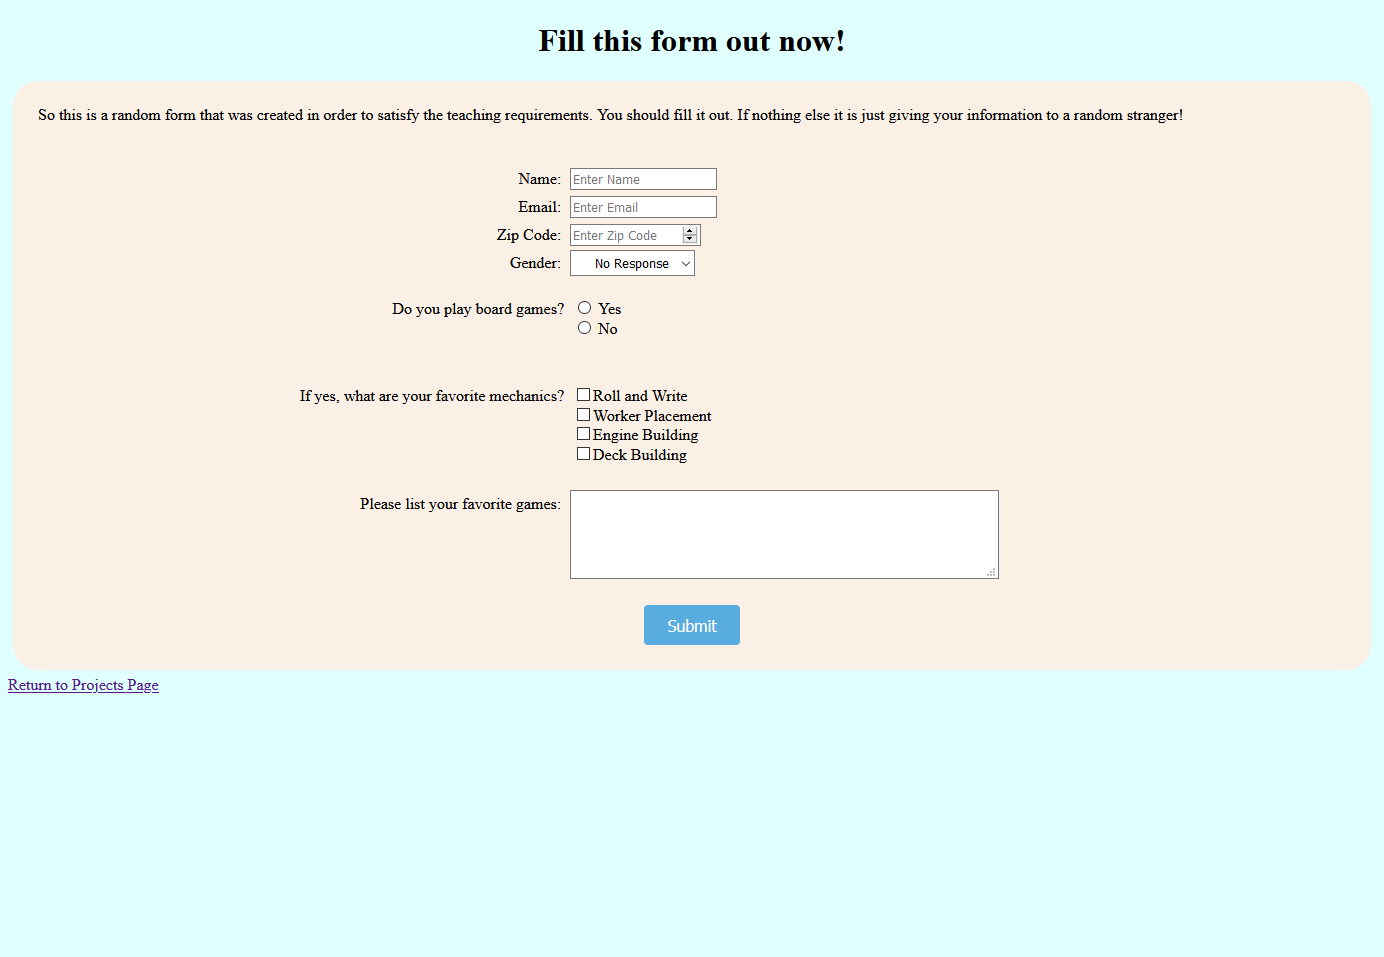 Fill this form out now!
So this is a random form that was created in order to satisfy the teaching requirements. You should fill it out. If nothing else it is just giving your information to a random stranger!
Name: Enter Name
Email: Enter Email
Zip Code: Enter Zip Code
Gender: No Response
Do you play board games? Yes
No
If yes, what are your favorite mechanics? Roll and Write
Worker Placement
Engine Building
Deck Building
Please list your favorite games:
Submit
Return to Projects Page